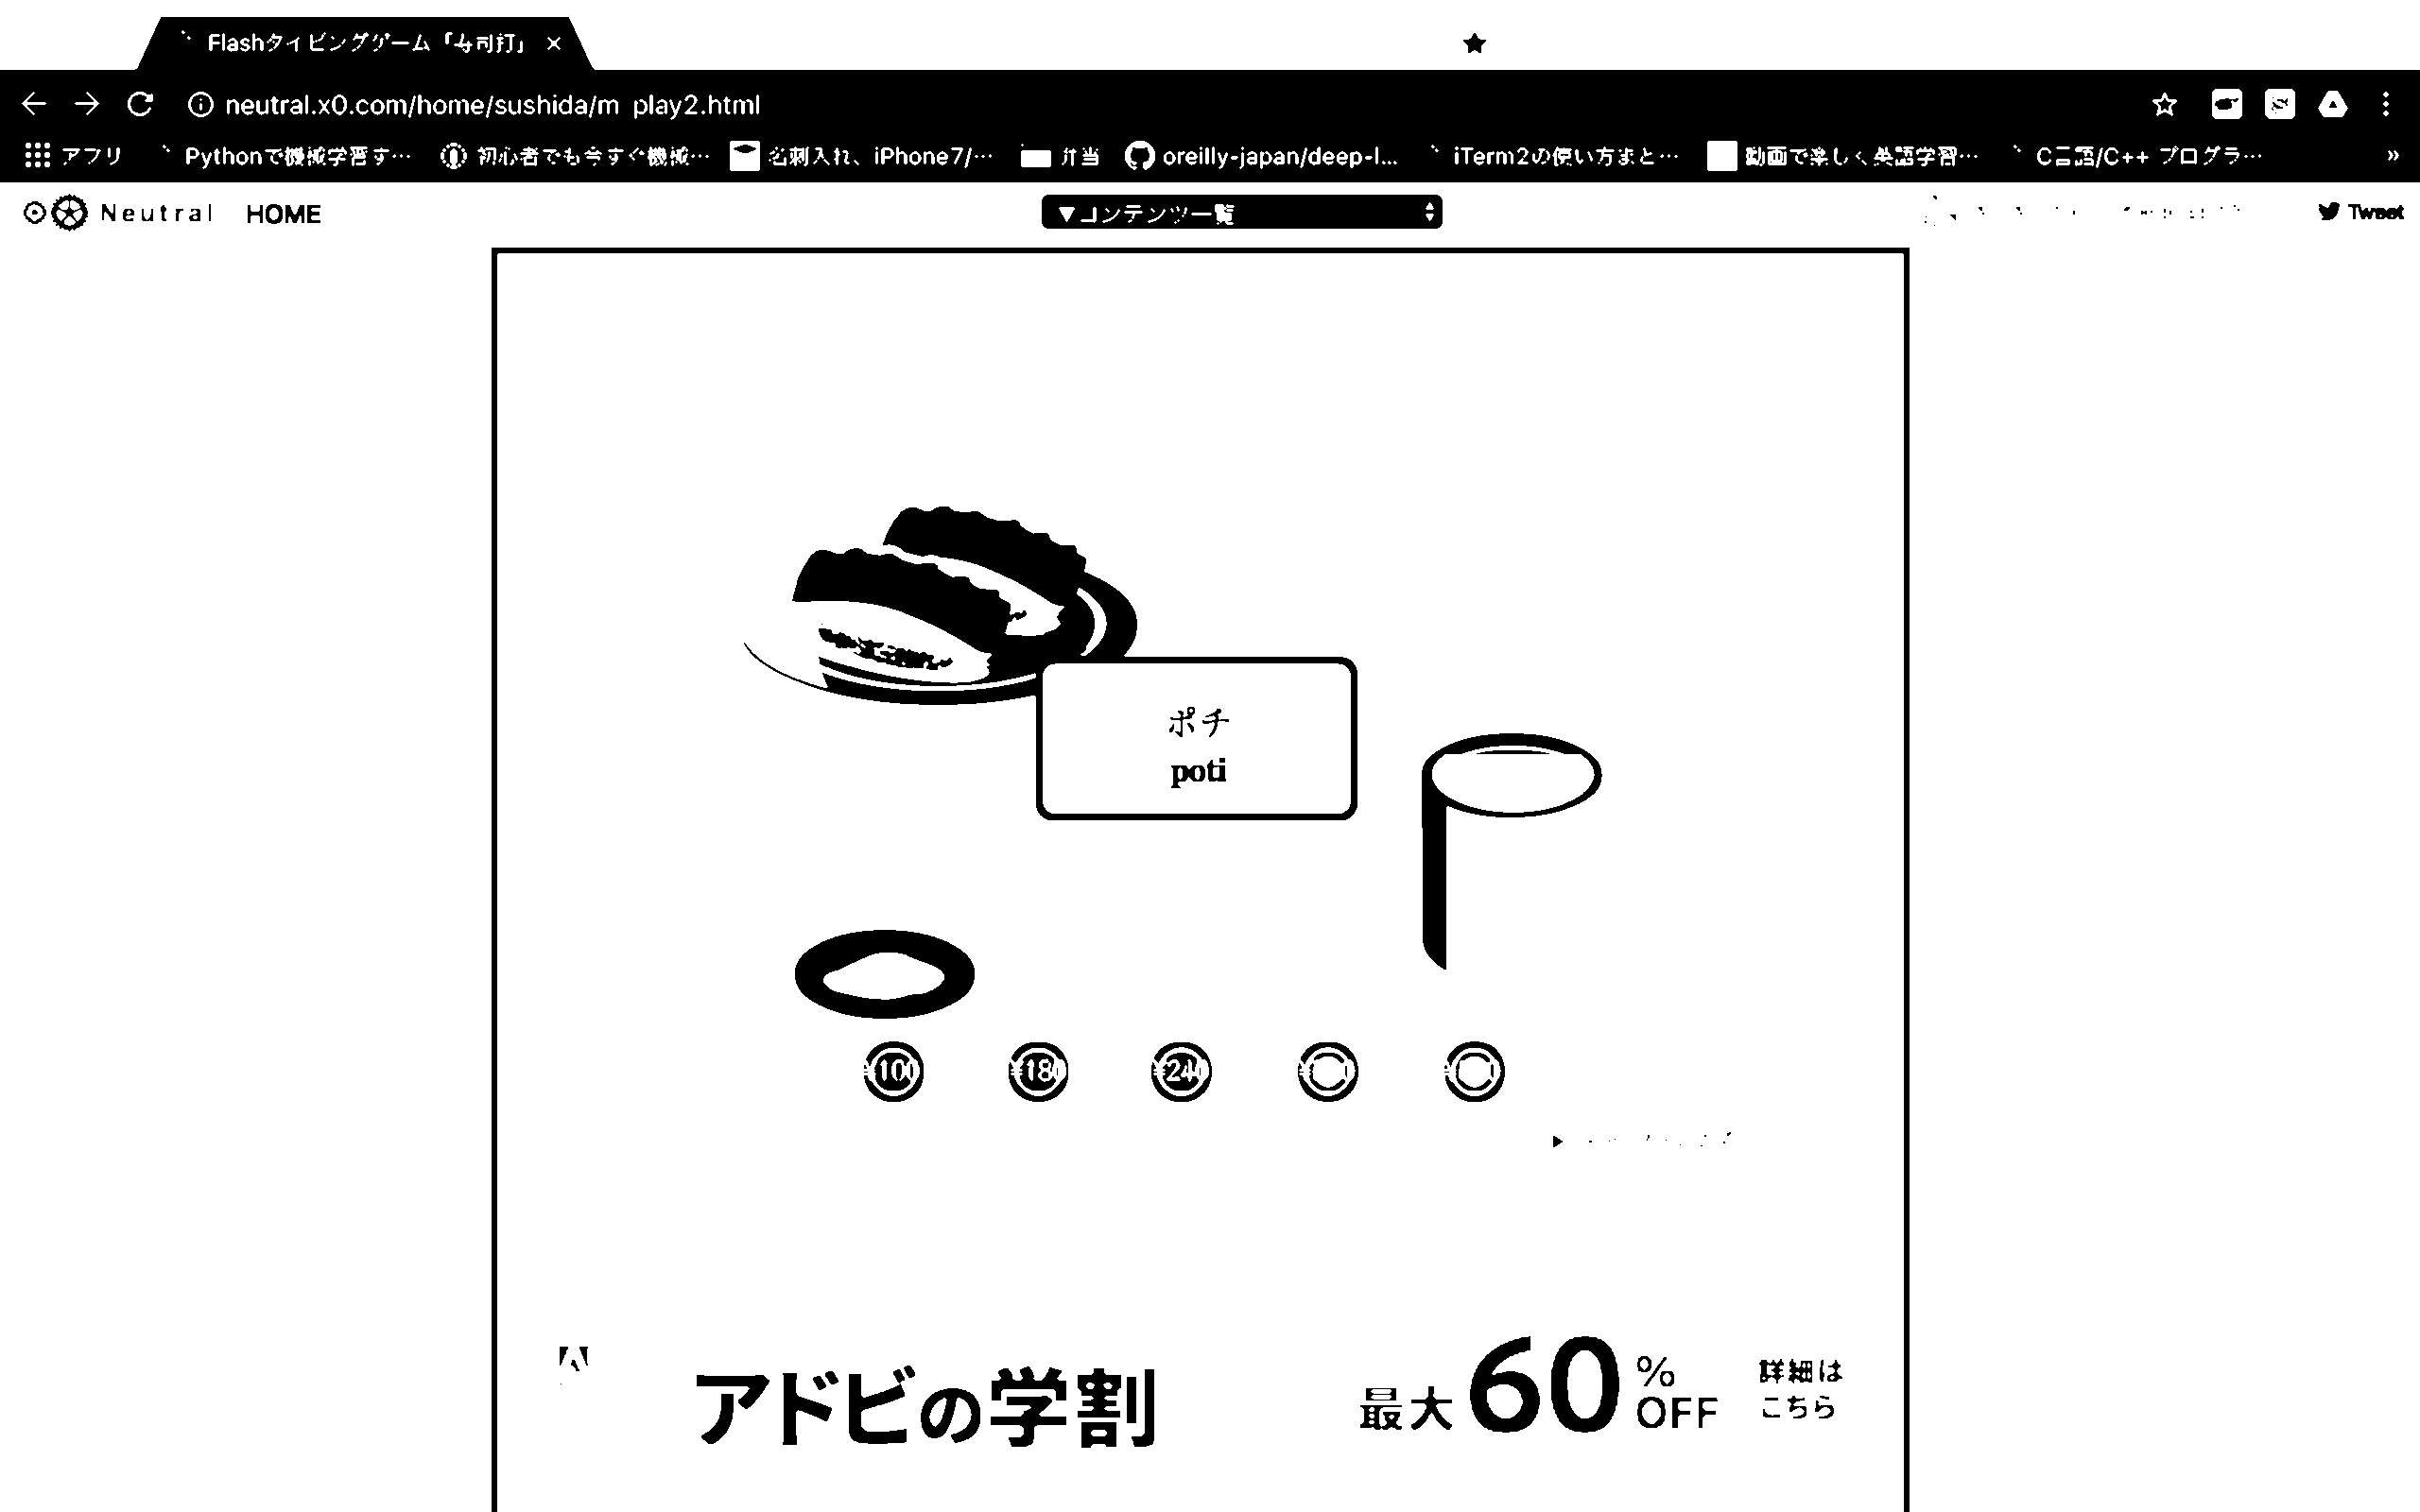 Flashタイピングゲーム「寿司打」 ×
neutral.x0.com/home/sushida/m play2.html
アプリ Pythonで機械学習す… 初心者でも今すぐ機械… 名刺入れ、iPhone7/… 弁当 oreilly-japan/deep-l... iTerm2の使い方まと… 動画で楽しく英語学習… C言語/C++ プログラ… »
Neutral HOME ▼コンテンツ一覧 Tweet
ポチ
poti
¥100 ¥180 ¥240
アドビの学割 最大60%OFF 詳細は
こちら